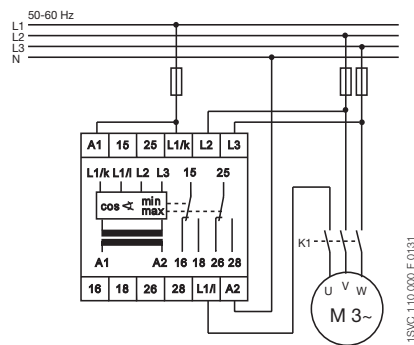 50-60 Hz
L1
L2
L3
N
A1 15 25 L1/k L2 L3
L1/k L1/l L2 L3 15 25
cos ∢ min
max
A1 A2 16 18 26 28
16 18 26 28 L1/l A2
K1
U V W
M 3~
1SVC 110 000 F 0131